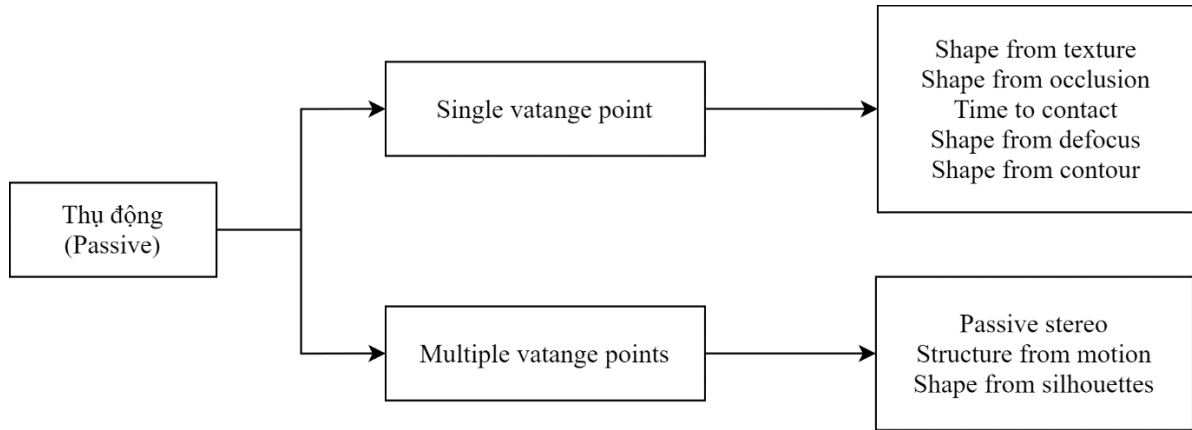 Thụ động
(Passive)
Single vatange point
Shape from texture
Shape from occlusion
Time to contact
Shape from defocus
Shape from contour
Multiple vatange points
Passive stereo
Structure from motion
Shape from silhouettes